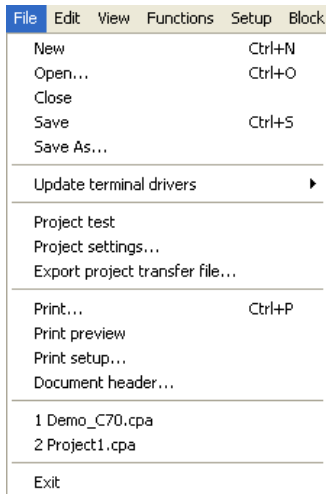 File Edit View Functions Setup Block
New Ctrl+N
Open... Ctrl+O
Close
Save Ctrl+S
Save As...
Update terminal drivers
Project test
Project settings...
Export project transfer file...
Print... Ctrl+P
Print preview
Print setup...
Document header...
1 Demo_C70.cpa
2 Project1.cpa
Exit